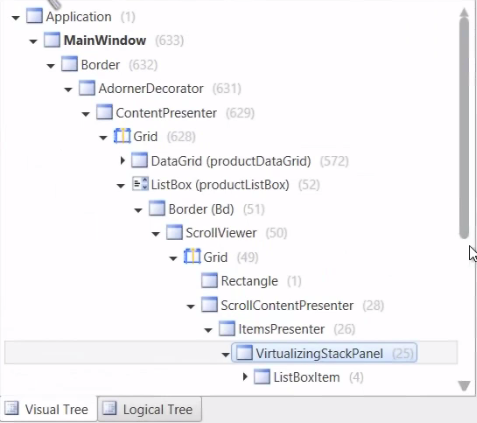 Application (1)
MainWindow (633)
Border (632)
AdornerDecorator (631)
ContentPresenter (629)
Grid (628)
DataGrid (productDataGrid) (572)
ListBox (productListBox) (52)
Border (Bd) (51)
ScrollViewer (50)
Grid (49)
Rectangle (1)
ScrollContentPresenter (28)
ItemsPresenter (26)
VirtualizingStackPanel (25)
ListBoxItem (4)
Visual Tree Logical Tree